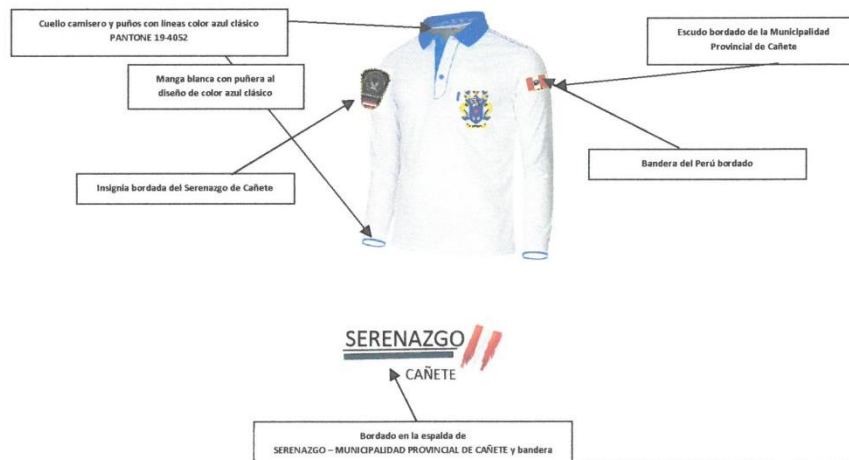 Cuello camisero y puños con líneas color azul clásico
PANTONE 19-4052
Escudo bordado de la Municipalidad
Provincial de Cañete
Manga blanca con puñera al
diseño de color azul clásico
Bandera del Perú bordado
Insignia bordada del Serenazgo de Cañete
SERENAZGO
CAÑETE
Bordado en la espalda de
SERENAZGO – MUNICIPALIDAD PROVINCIAL DE CAÑETE y bandera